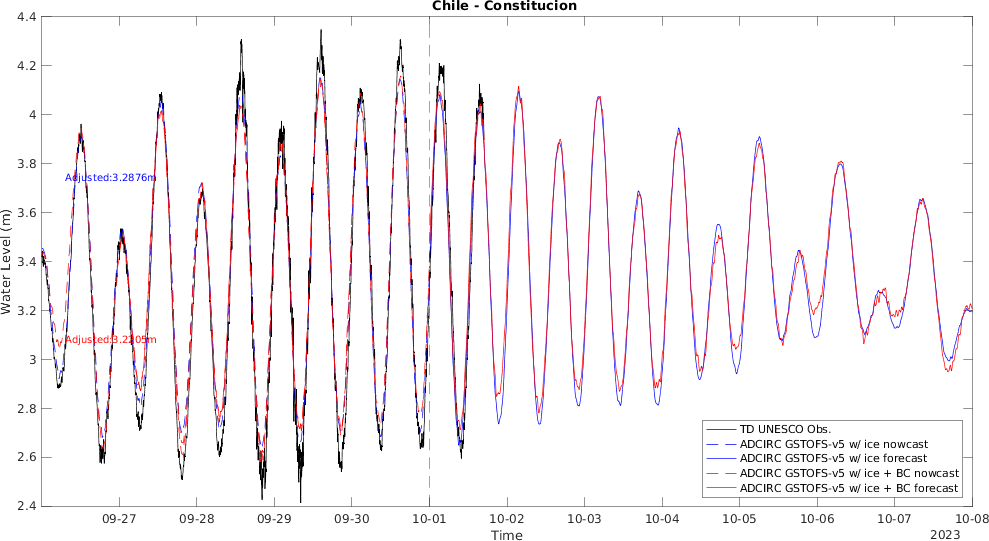 Chile - Constitucion
4.4
4.2
4
3.8
3.6
3.4
3.2
3
2.8
2.6
2.4
Water Level (m)
Adjusted:3.2876m
Adjusted:3.2205m
TD UNESCO Obs.
ADCIRC GSTOFS-v5 w/ ice nowcast
ADCIRC GSTOFS-v5 w/ ice forecast
ADCIRC GSTOFS-v5 w/ ice + BC nowcast
ADCIRC GSTOFS-v5 w/ ice + BC forecast
09-27 09-28 09-29 09-30 10-01 10-02 10-03 10-04 10-05 10-06 10-07 10-08
Time
2023